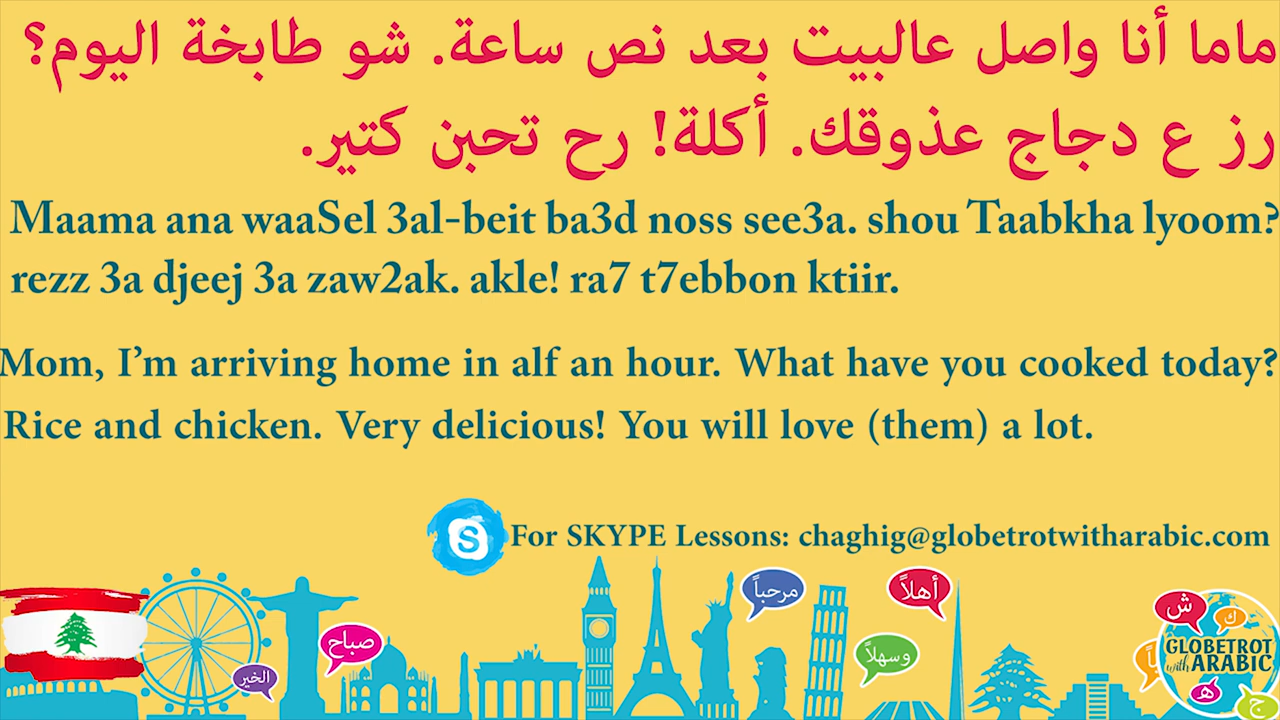 ماما أنا واصل عالبيت بعد نص ساعة. شو طابخة اليوم؟
رز ع دجاج عذوقك. أكلة! رح تحبن كتير.
Maama ana waaSel 3al-beit ba3d noss see3a. shou Taabkha lyoom?
rezz 3a djeej 3a zaw2ak. akle! ra7 t7ebbon ktiir.
Mom, I'm arriving home in alf an hour. What have you cooked today?
Rice and chicken. Very delicious! You will love (them) a lot.
For SKYPE Lessons: chaghig@globetrotwitharabic.com
مرحباً
أهلاً
صباح
الخير
وسهلاً
ش
ك
أ
GLOBETROT
with ARABIC
ه
ج